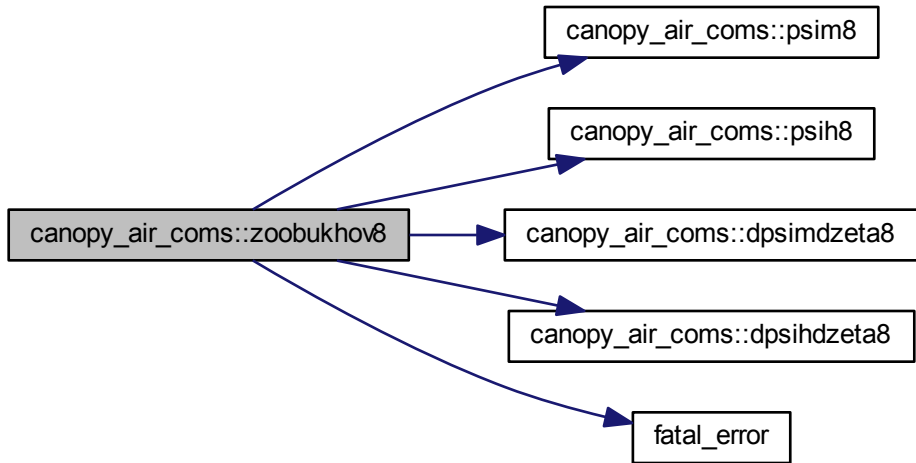 canopy_air_coms::psim8
canopy_air_coms::psih8
canopy_air_coms::zoobukhov8
canopy_air_coms::dpsimdzeta8
canopy_air_coms::dpsihdzeta8
fatal_error